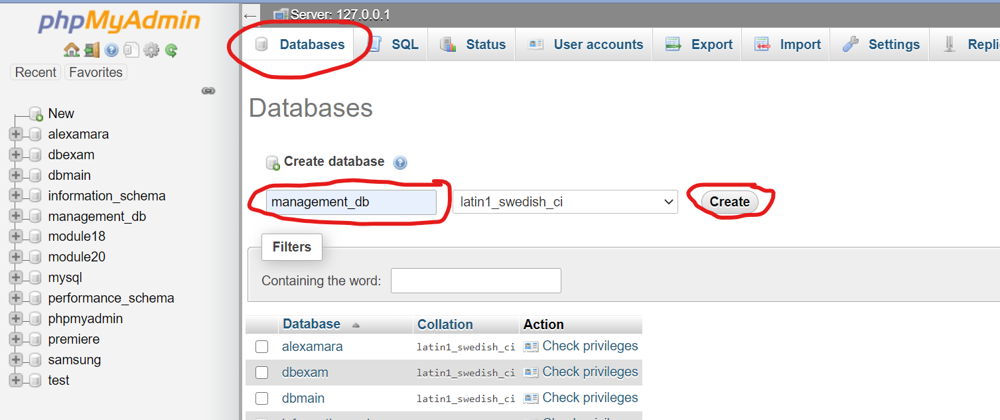 phpMyAdmin
Recent Favorites
New
alexamara
dbexam
dbmain
information_schema
management_db
module18
module20
mysql
performance_schema
phpmyadmin
premiere
samsung
test
← Server: 127.0.0.1
Databases SQL Status User accounts Export Import Settings Repli
Databases
Create database
management_db latin1_swedish_ci Create
Filters
Containing the word:
Database Collation Action
alexamara latin1_swedish_ci Check privileges
dbexam latin1_swedish_ci Check privileges
dbmain latin1_swedish_ci Check privileges